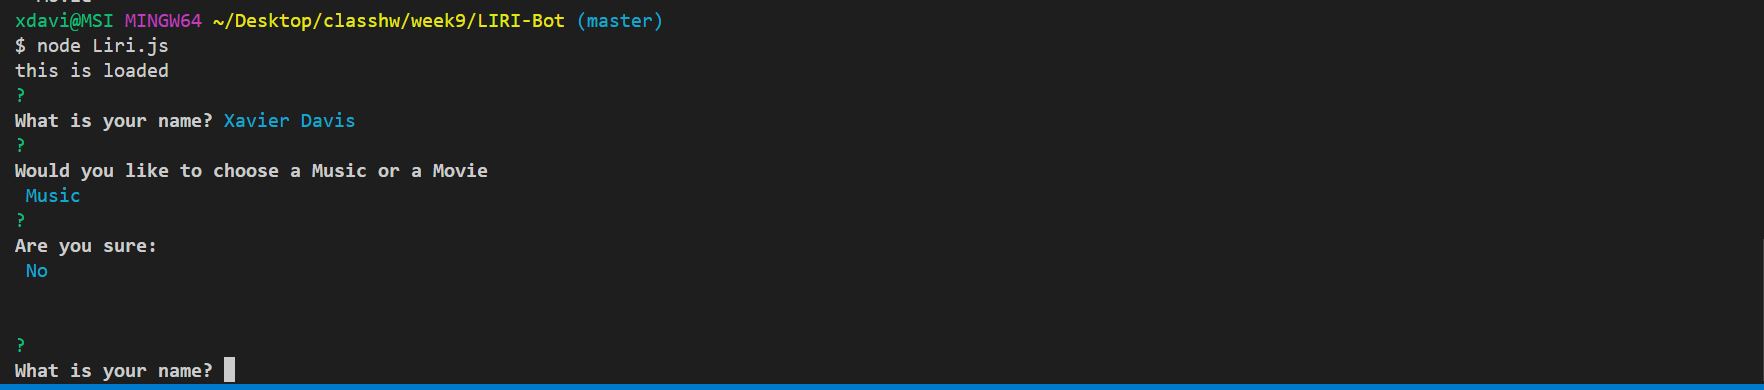 xdavi@MSI MINGW64 ~/Desktop/classhw/week9/LIRI-Bot (master)
$ node Liri.js
this is loaded
?
What is your name? Xavier Davis
?
Would you like to choose a Music or a Movie
Music
?
Are you sure:
No
?
What is your name?